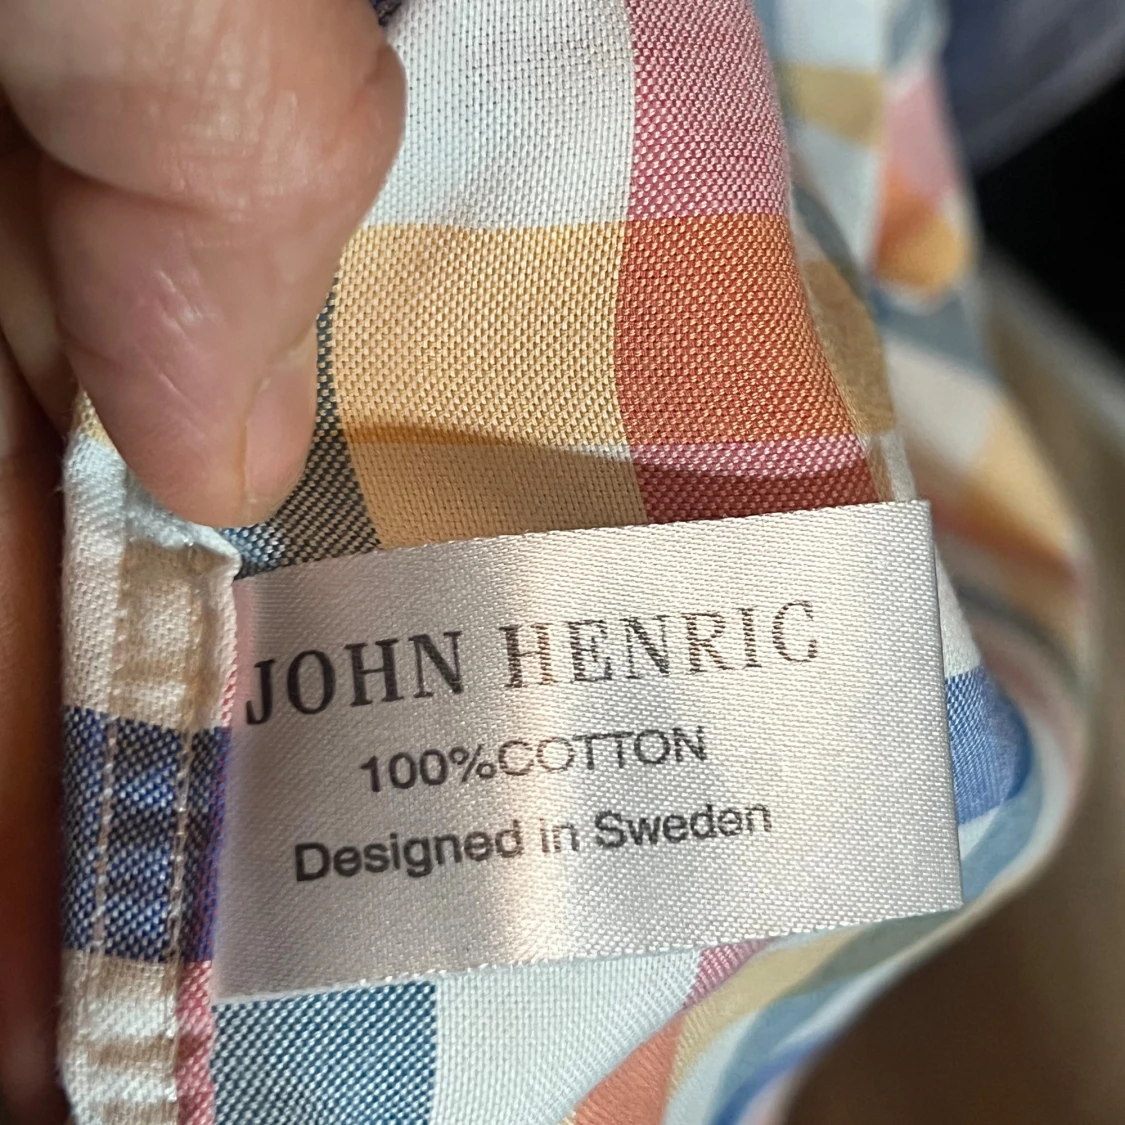 JOHN HENRIC
100%COTTON
Designed in Sweden